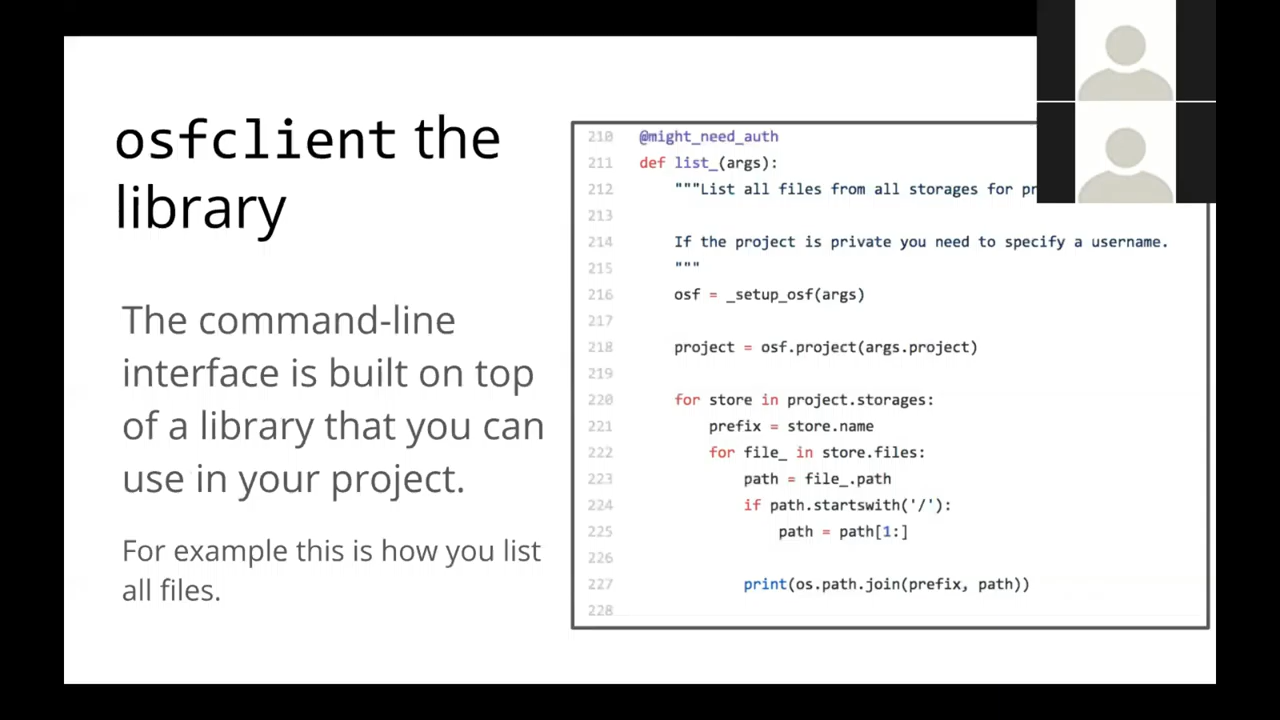 osfclient the
library
The command-line
interface is built on top
of a library that you can
use in your project.
For example this is how you list
all files.
210 @might_need_auth
211 def list_(args):
212 """List all files from all storages for
213
214 If the project is private you need to specify a username.
215 """
216 osf = _setup_osf(args)
217
218 project = osf.project(args.project)
219
220 for store in project.storages:
221 prefix = store.name
222 for file_ in store.files:
223 path = file_.path
224 if path.startswith('/'):
225 path = path[1:]
226
227 print(os.path.join(prefix, path))
228